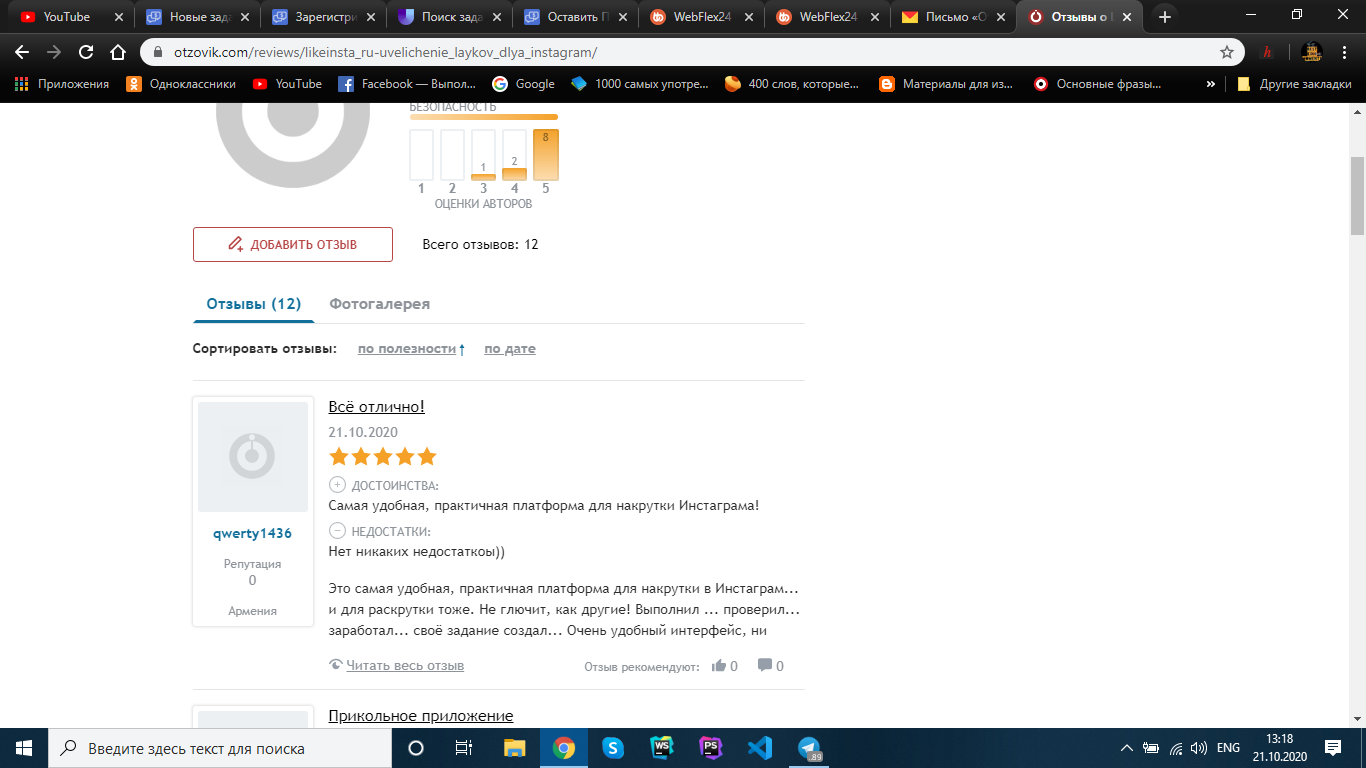 YouTube
Новые зада
Зарегистри
Поиск зада
Оставить П
WebFlex24
WebFlex24
Письмо «О
Отзывы о
otzovik.com/reviews/likeinsta_ru-uvelichenie_laykov_dlya_instagram/
Приложения
Одноклассники
YouTube
Facebook — Выпол...
Google
1000 самых употре...
400 слов, которые...
Материалы для из...
Основные фразы...
»
Другие закладки
БЕЗОПАСНОСТЬ
1 2 8
1 2 3 4 5
ОЦЕНКИ АВТОРОВ
ДОБАВИТЬ ОТЗЫВ
Всего отзывов: 12
Отзывы (12)
Фотогалерея
Сортировать отзывы: по полезности↑ по дате
Всё отлично!
21.10.2020
ДОСТОИНСТВА:
Самая удобная, практичная платформа для накрутки Инстаграма!
qwerty1436
Репутация
0
Армения
НЕДОСТАТКИ:
Нет никаких недостаткоы))
Это самая удобная, практичная платформа для накрутки в Инстаграм...
и для раскрутки тоже. Не глючит, как другие! Выполнил ... проверил...
заработал... своё задание создал... Очень удобный интерфейс, ни
Читать весь отзыв
Отзыв рекомендуют: 0 0
Прикольное приложение
Введите здесь текст для поиска
S
WS
PS
.89
ENG
13:18
21.10.2020